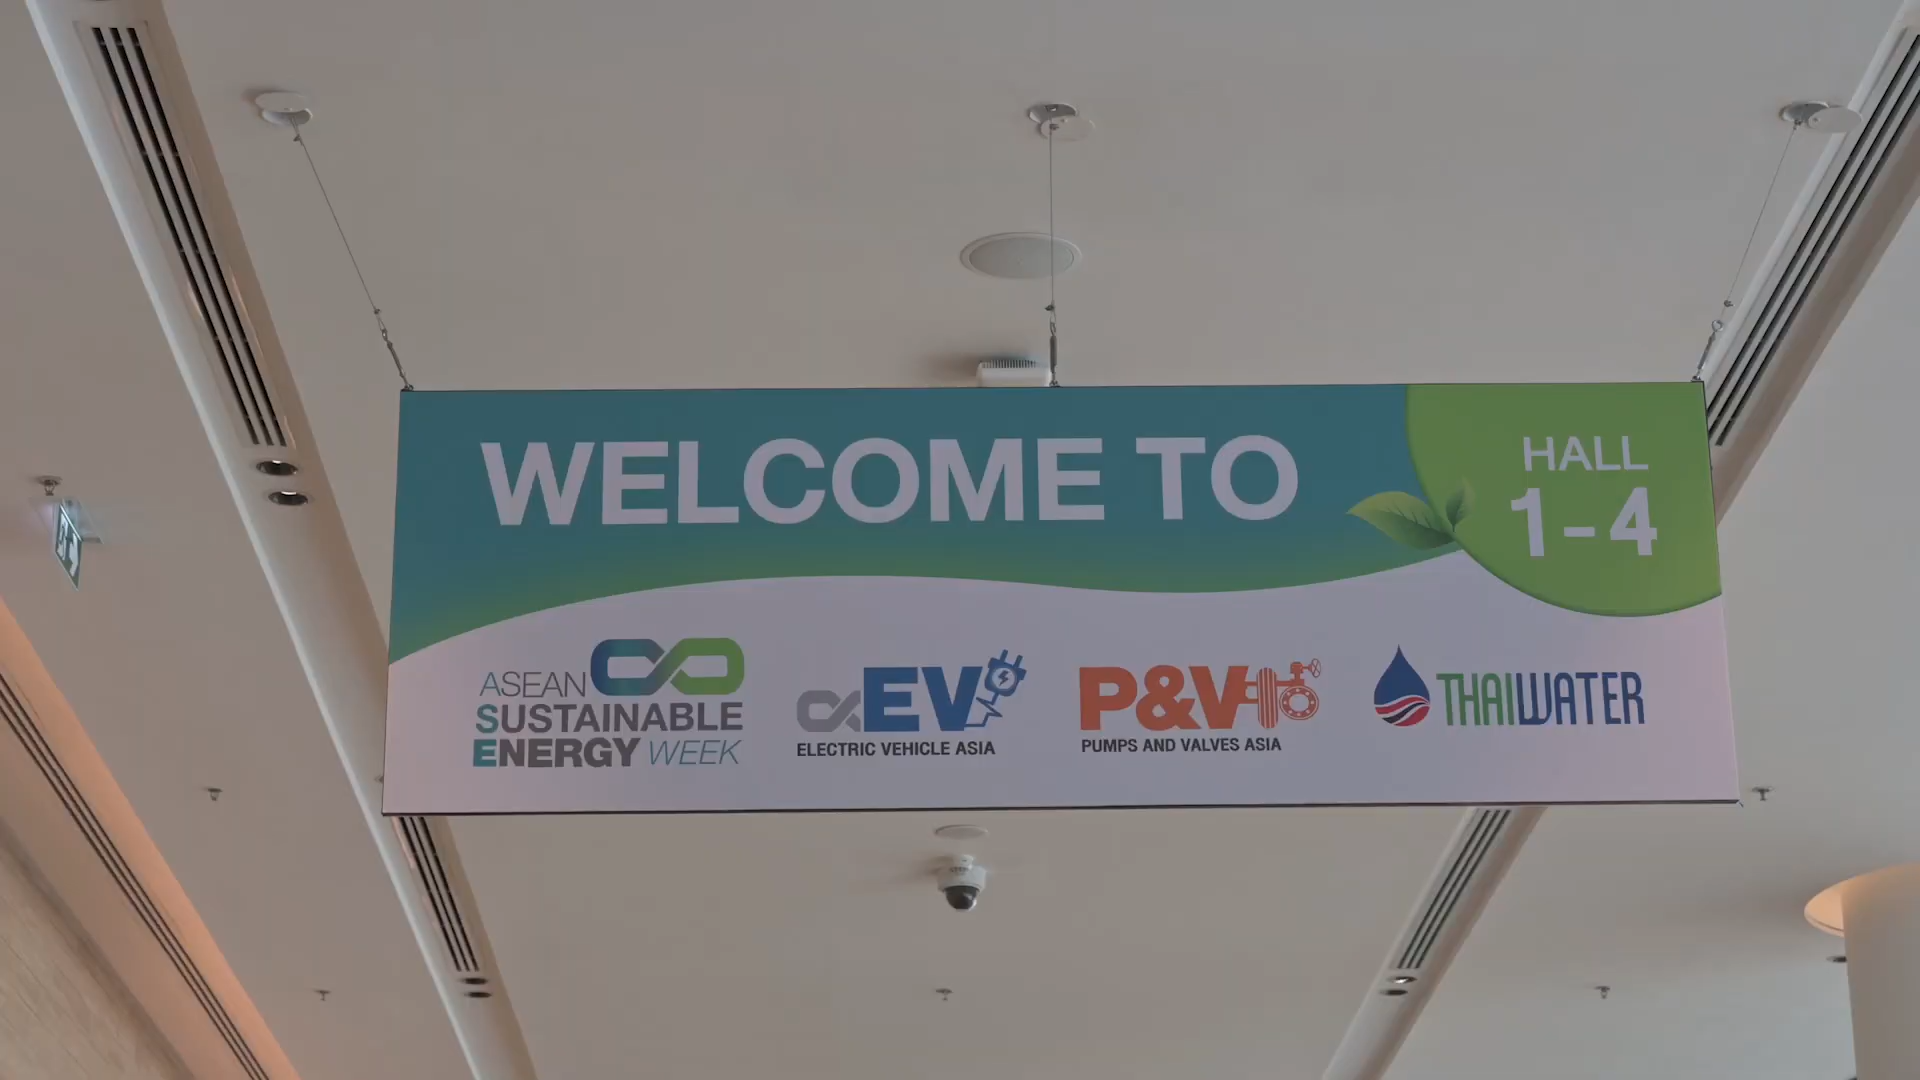 WELCOME TO
HALL
1-4
ASEAN
SUSTAINABLE
ENERGY WEEK
EV
ELECTRIC VEHICLE ASIA
P&V
PUMPS AND VALVES ASIA
THAIWATER